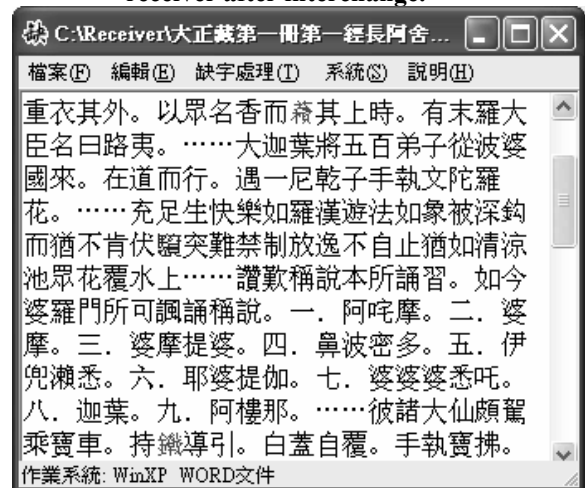 receiver after interchange.
缺 C:\Receiver\大正藏第一冊第一經長阿舍...
檔案(F) 編輯(E) 缺字處理(T) 系統(S) 說明(H)
重衣其外。以眾名香而䕺其上時。有末羅大
臣名曰路夷。……大迦葉將五百弟子從波婆
國來。在道而行。遇一尼乾子手執文陀羅
花。……充足生快樂如羅漢遊法如象被深鈎
而猶不肯伏突難禁制放逸不自止猶如清涼
池眾花覆水上……讚歎稱說本所誦習。如今
婆羅門所可諷誦稱說。一．阿咤摩。二．婆
摩。三．婆摩提婆。四．鼻波密多。五．伊
兜瀨悉。六．耶婆提伽。七．婆婆婆悉吒。
八．迦葉。九．阿樓那。……彼諸大仙頗駕
乘寶車。持導引。白蓋自覆。手執寶拂。
作業系統: WinXP WORD文件